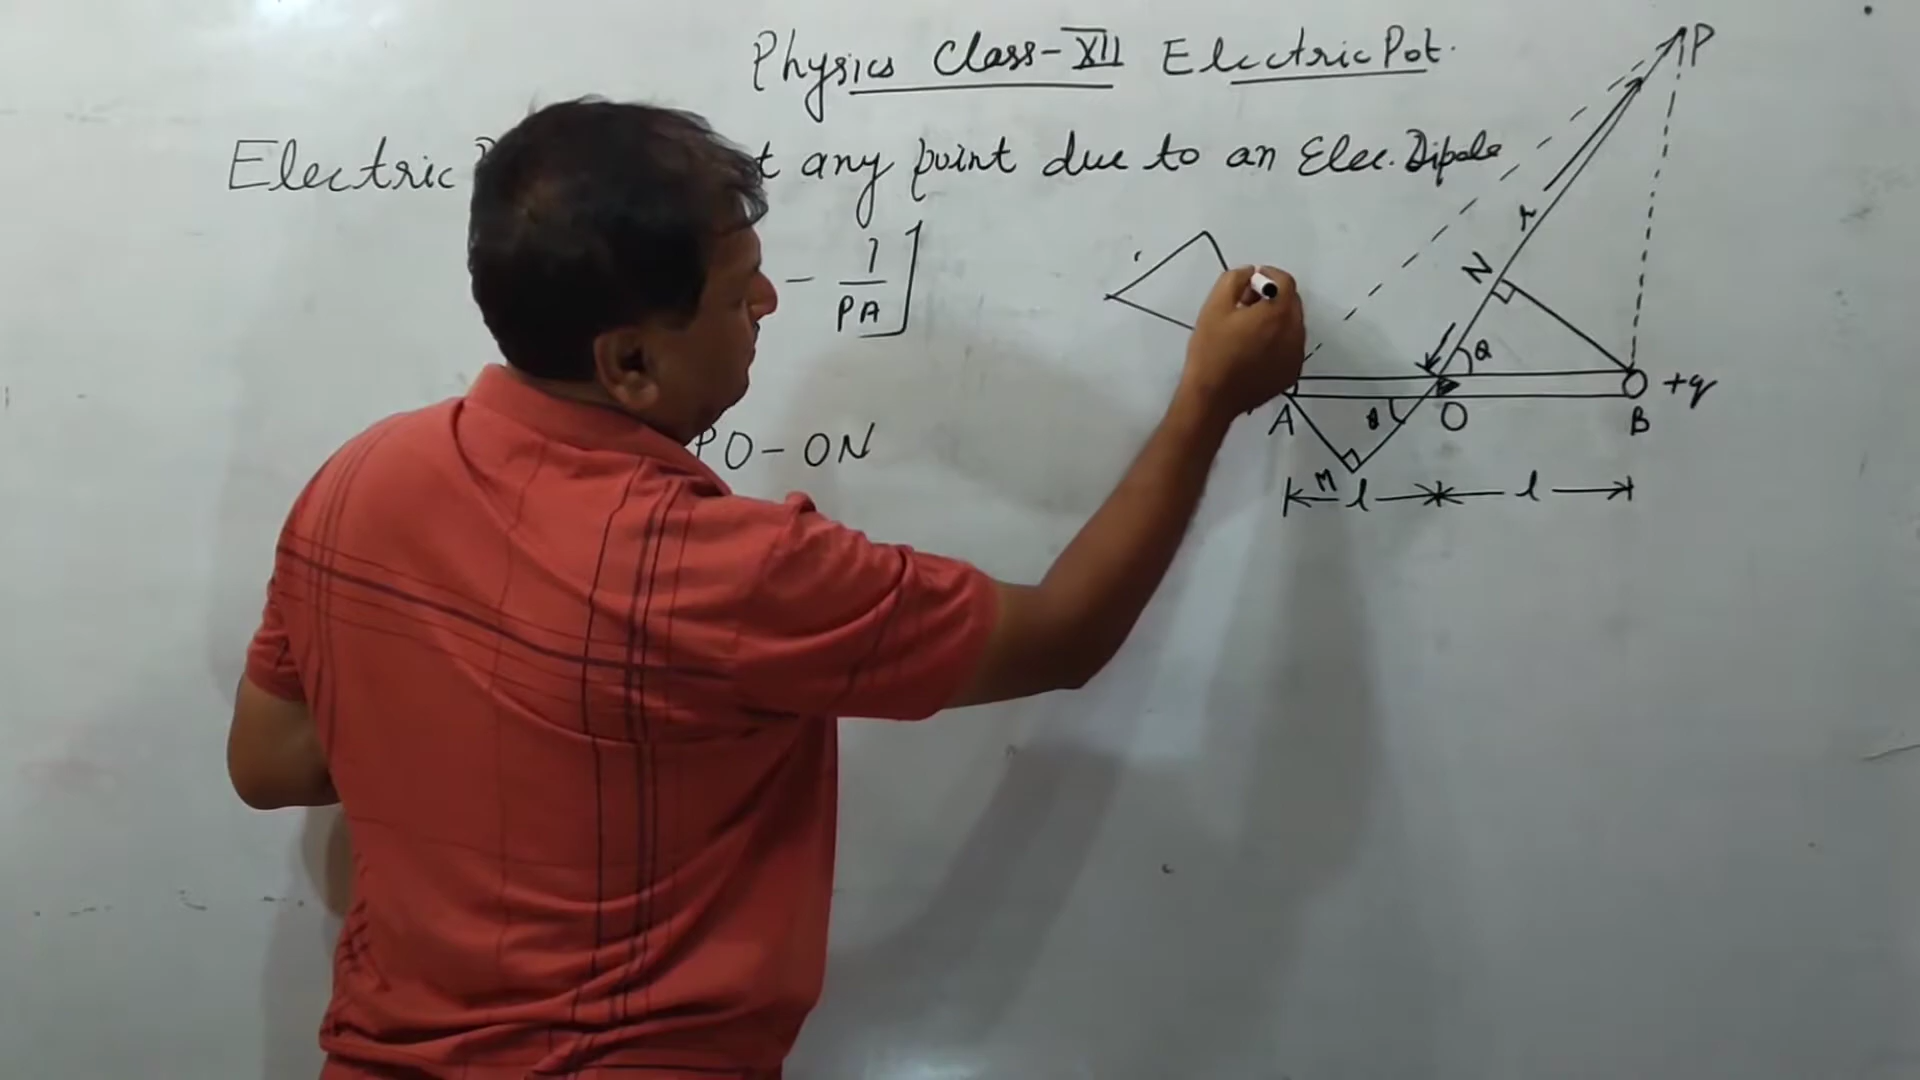 Physics Class-XII Electric Pot.
Electric any point due to an Elec. Dipole
- 1/PA ]
PO - ON
P
r
N
θ
θ
A
O
B
+q
M
l
l